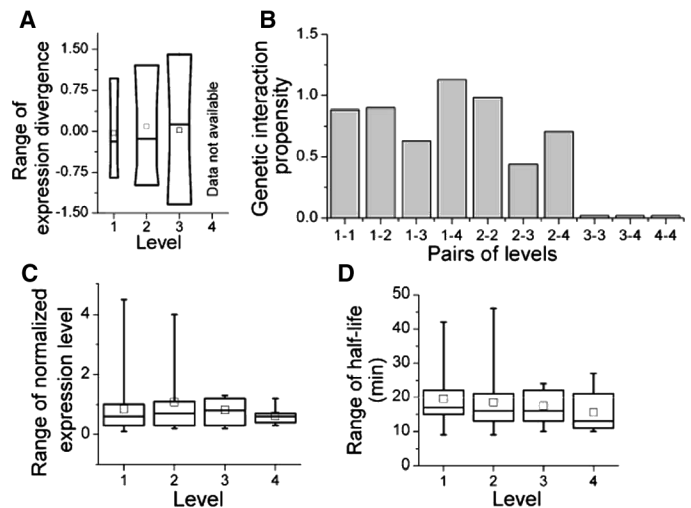 A
Range of
expression divergence
1.50
0.75
0.00
-0.75
-1.50
Data not available
1 2 3 4
Level
B
Genetic interaction
propensity
1.5
1.0
0.5
0.0
1-1 1-2 1-3 1-4 2-2 2-3 2-4 3-3 3-4 4-4
Pairs of levels
C
Range of normalized
expression level
4
2
0
1 2 3 4
Level
D
Range of half-life
(min)
50
40
30
20
10
0
1 2 3 4
Level